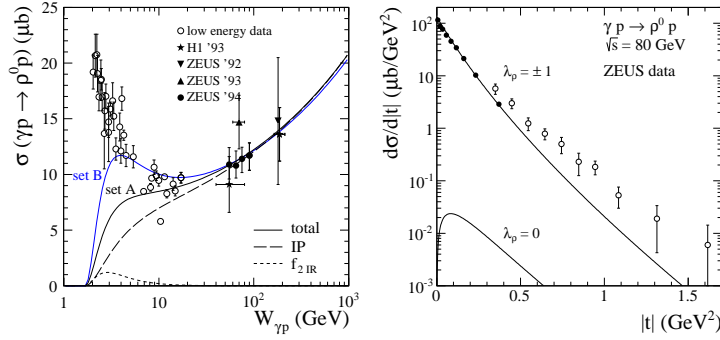 σ (γp → ρ⁰p) (μb)
25
20
15
10
5
0
low energy data
H1 '93
ZEUS '92
ZEUS '93
ZEUS '94
set B
set A
total
IP
f₂ IR
1
10
10²
10³
W_γp (GeV)
dσ/d|t| (μb/GeV²)
10²
10
1
10⁻¹
10⁻²
10⁻³
γ p → ρ⁰ p
√s = 80 GeV
ZEUS data
λ_ρ = ± 1
λ_ρ = 0
0
0.5
1
1.5
|t| (GeV²)